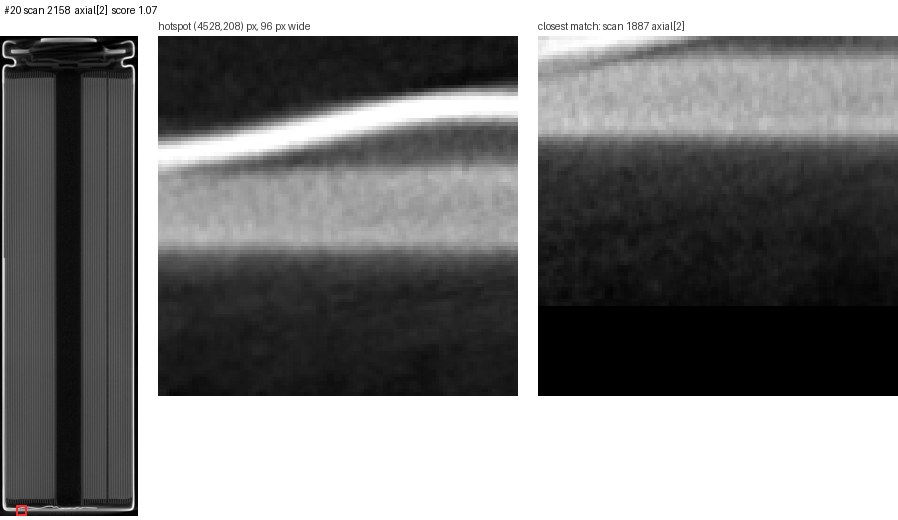 #20 scan 2158 axial[2] score 1.07
hotspot (4528,208) px, 96 px wide
closest match: scan 1887 axial[2]